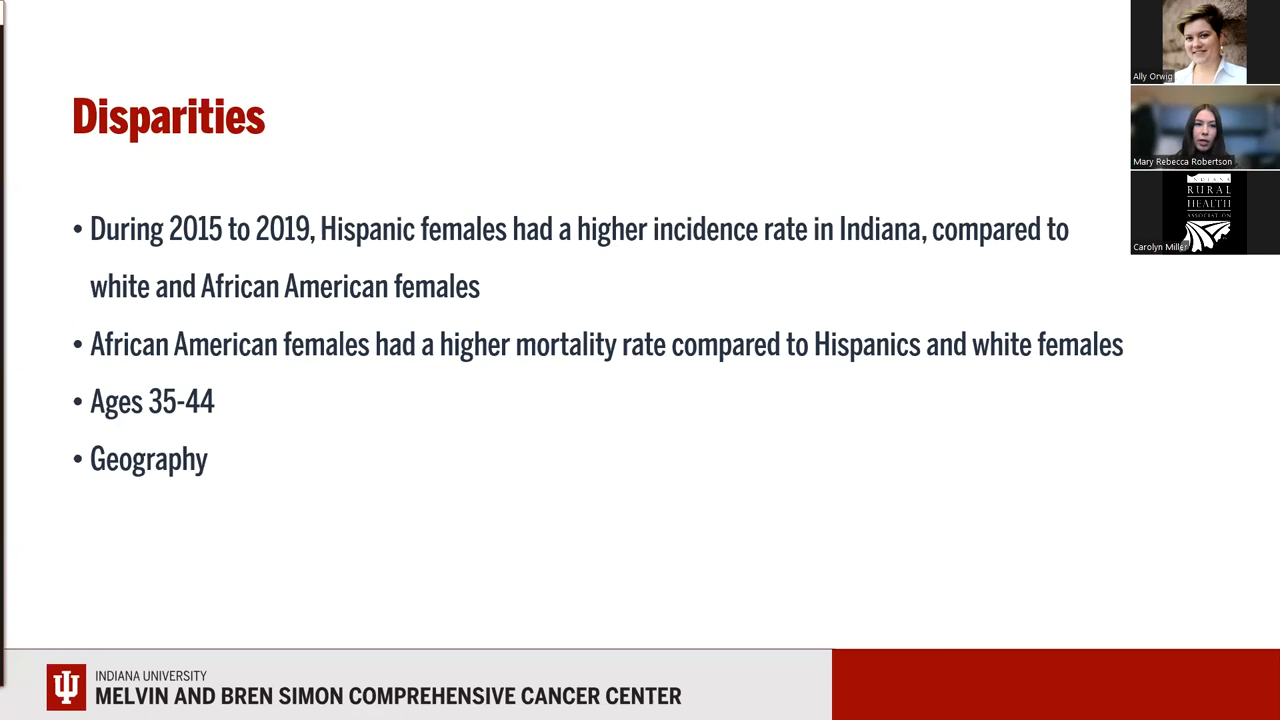 Disparities
• During 2015 to 2019, Hispanic females had a higher incidence rate in Indiana, compared to
white and African American females
• African American females had a higher mortality rate compared to Hispanics and white females
• Ages 35-44
• Geography
INDIANA UNIVERSITY
MELVIN AND BREN SIMON COMPREHENSIVE CANCER CENTER
Ally Orwig
Mary Rebecca Robertson
INDIANA
RURAL
HEALTH
ASSOCIATION
Carolyn Miller